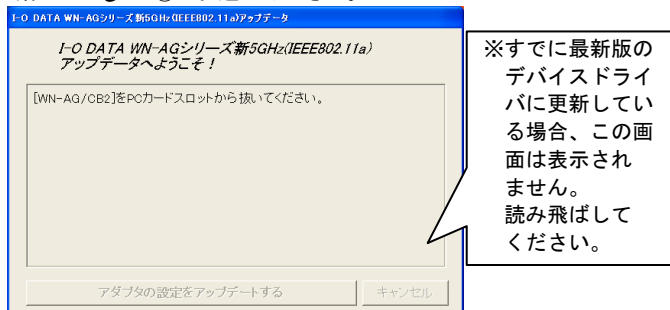 I-O DATA WN-AGシリーズ新5GHz(IEEE802.11a)アップデータ
I-O DATA WN-AGシリーズ新5GHz(IEEE802.11a)
アップデータへようこそ！
[WN-AG/CB2]をPCカードスロットから抜いてください。
アダプタの設定をアップデートする
キャンセル
※すでに最新版の
デバイスドライ
バに更新してい
る場合、この画
面は表示され
ません。
読み飛ばして
ください。